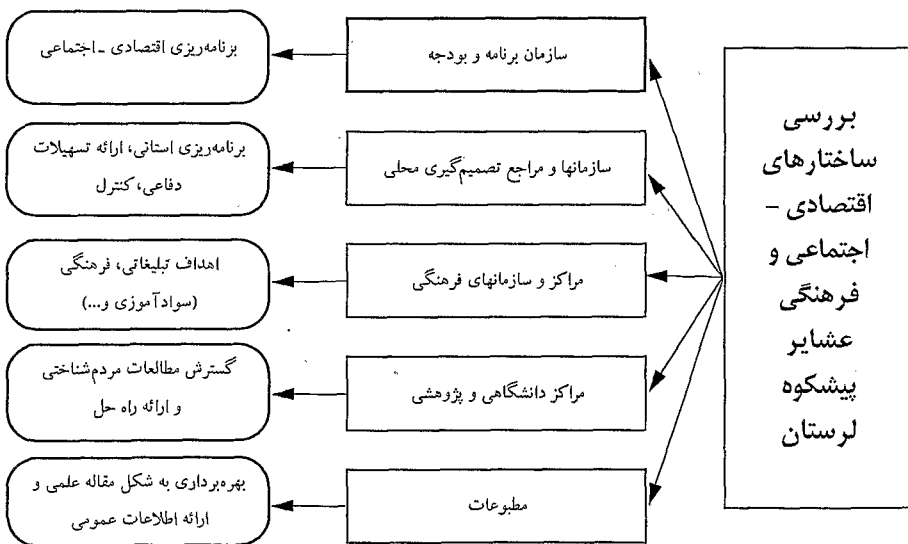 بررسی
ساختارهای
اقتصادی –
اجتماعی و
فرهنگی
عشایر
پیشکوه
لرستان
سازمان برنامه و بودجه
برنامه‌ریزی اقتصادی - اجتماعی
سازمانها و مراجع تصمیم‌گیری محلی
برنامه‌ریزی استانی، ارائه تسهیلات
دفاعی، کنترل
مراکز و سازمانهای فرهنگی
اهداف تبلیغاتی، فرهنگی
(سوادآموزی و...)
مراکز دانشگاهی و پژوهشی
گسترش مطالعات مردم‌شناختی
و ارائه راه حل
مطبوعات
بهره‌برداری به شکل مقاله علمی و
ارائه اطلاعات عمومی